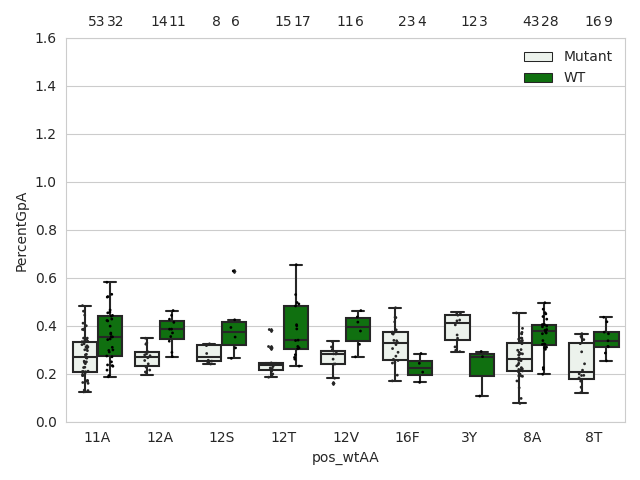 53 32 14 11 8 6 15 17 11 6 23 4 12 3 43 28 16 9
1.6
Mutant
WT
1.4
1.2
1.0
0.8
0.6
0.4
0.2
0.0
PercentGpA
11A 12A 12S 12T 12V 16F 3Y 8A 8T
pos_wtAA